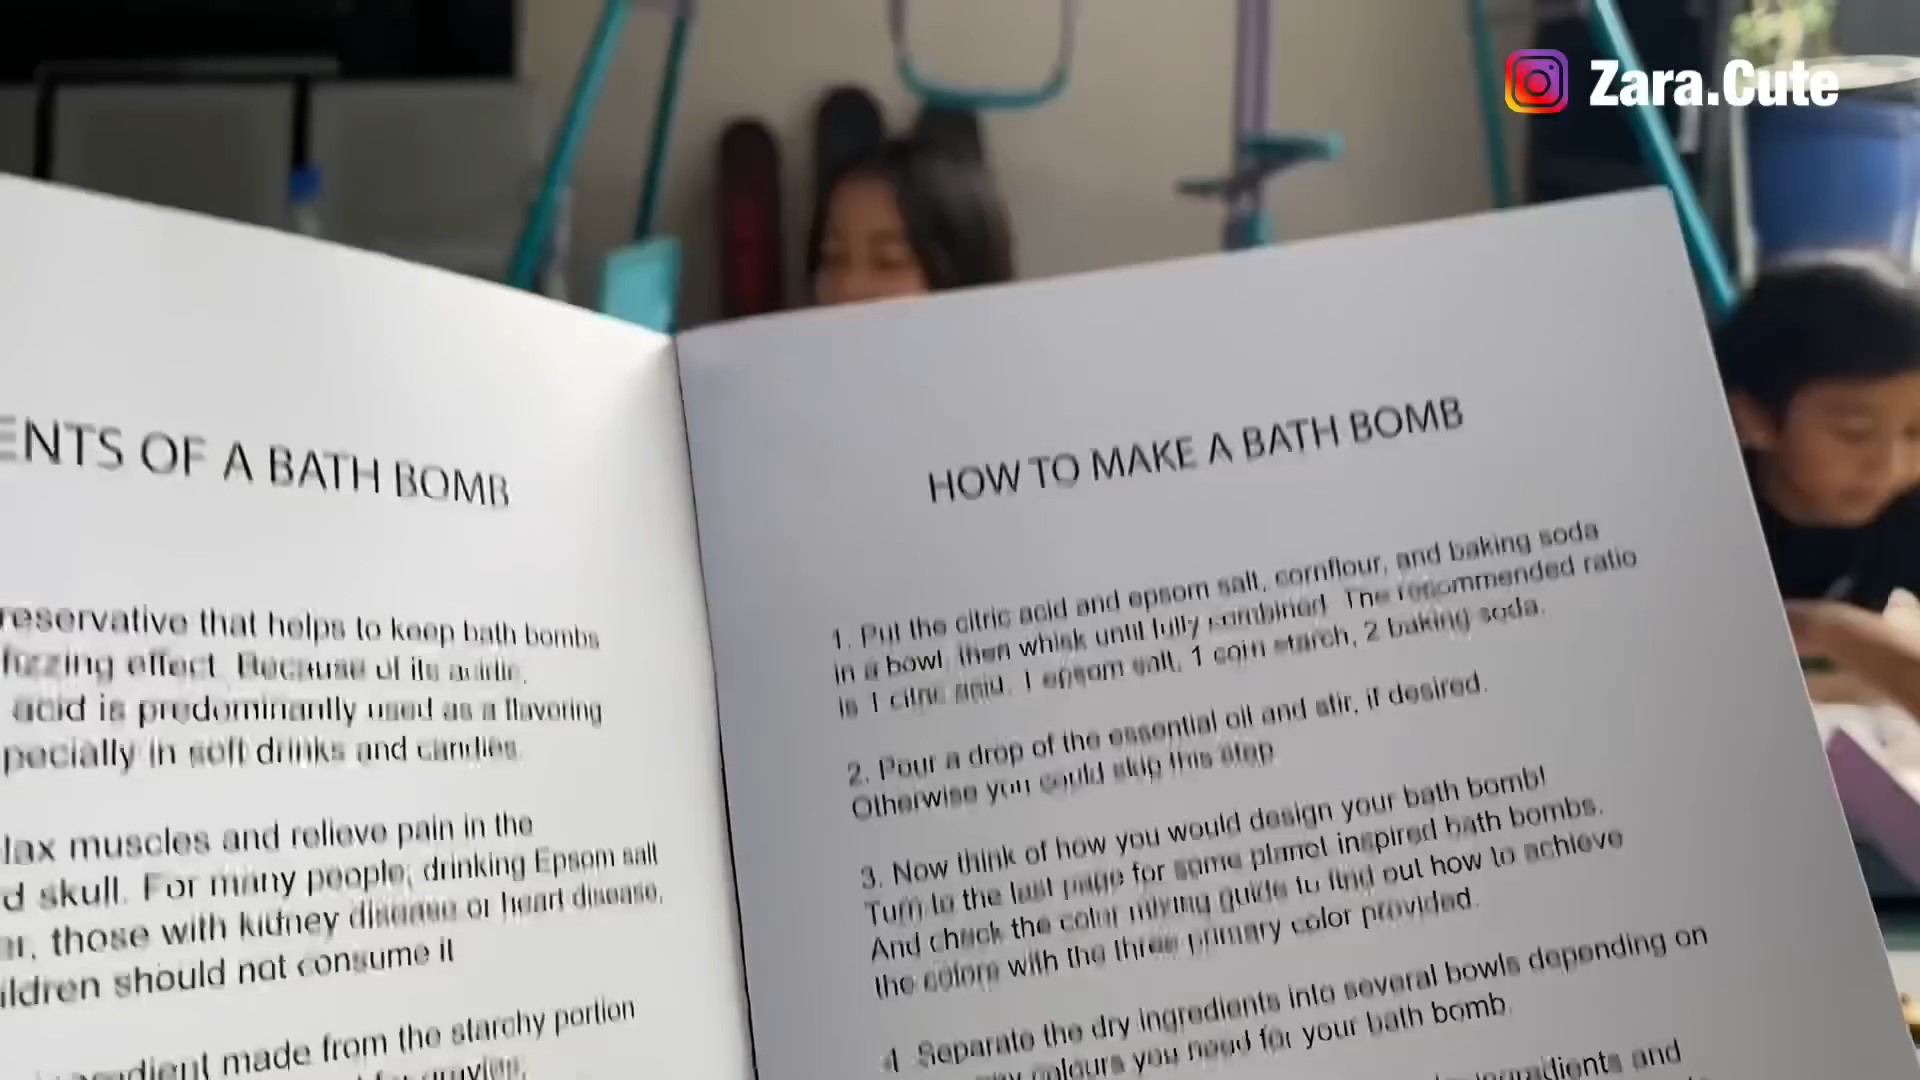 Zara.Cute
ENTS OF A BATH BOMB
reservative that helps to keep bath bombs
fizzing effect. Because of its acidic,
acid is predominantly used as a flavoring
pecially in soft drinks and candies.
lax muscles and relieve pain in the
d skull. For many people, drinking Epsom salt
those with kidney disease or heart disease,
ildren should not consume it
made from the starchy portion
HOW TO MAKE A BATH BOMB
1. Put the citric acid and epsom salt, cornflour, and baking soda
in a bowl, then whisk until fully combined. The recommended ratio
is 1 citric acid, 1 epsom salt, 1 corn starch, 2 baking soda.
2. Pour a drop of the essential oil and stir, if desired.
Otherwise you could skip this step
3. Now think of how you would design your bath bomb!
Turn to the last page for some planet inspired bath bombs.
And check the color mixing guide to find out how to achieve
the colors with the three primary color provided.
4. Separate the dry ingredients into several bowls depending on
colours you need for your bath bomb.
ingredients and